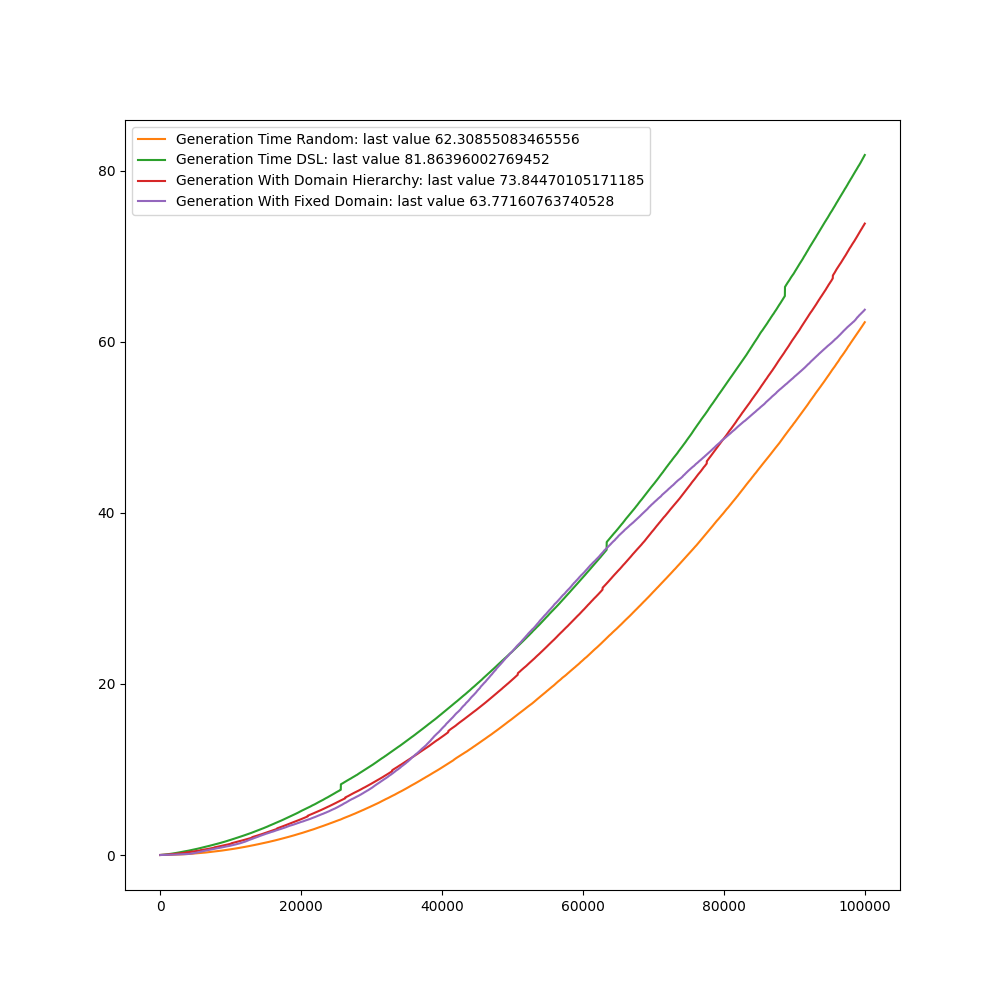 Generation Time Random: last value 62.30855083465556
Generation Time DSL: last value 81.86396002769452
Generation With Domain Hierarchy: last value 73.84470105171185
Generation With Fixed Domain: last value 63.77160763740528
80
60
40
20
0
0 20000 40000 60000 80000 100000